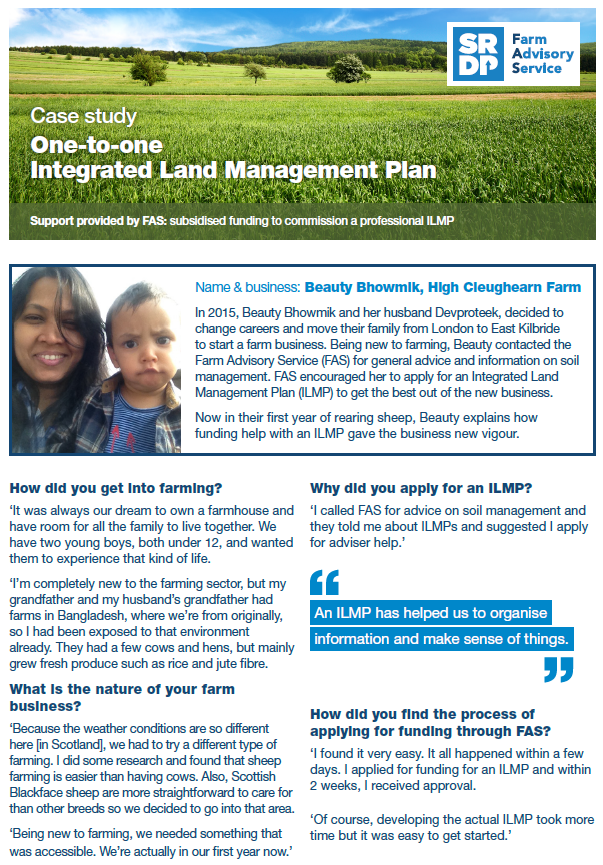 SR
DP
Farm
Advisory
Service
Case study
One-to-one
Integrated Land Management Plan
Support provided by FAS: subsidised funding to commission a professional ILMP
Name & business: Beauty Bhowmik, High Cleughearn Farm
In 2015, Beauty Bhowmik and her husband Devproteek, decided to
change careers and move their family from London to East Kilbride
to start a farm business. Being new to farming, Beauty contacted the
Farm Advisory Service (FAS) for general advice and information on soil
management. FAS encouraged her to apply for an Integrated Land
Management Plan (ILMP) to get the best out of the new business.
Now in their first year of rearing sheep, Beauty explains how
funding help with an ILMP gave the business new vigour.
How did you get into farming?
‘It was always our dream to own a farmhouse and
have room for all the family to live together. We
have two young boys, both under 12, and wanted
them to experience that kind of life.
‘I’m completely new to the farming sector, but my
grandfather and my husband’s grandfather had
farms in Bangladesh, where we’re from originally,
so I had been exposed to that environment
already. They had a few cows and hens, but mainly
grew fresh produce such as rice and jute fibre.
What is the nature of your farm
business?
‘Because the weather conditions are so different
here [in Scotland], we had to try a different type of
farming. I did some research and found that sheep
farming is easier than having cows. Also, Scottish
Blackface sheep are more straightforward to care for
than other breeds so we decided to go into that area.
‘Being new to farming, we needed something that
was accessible. We’re actually in our first year now.’
Why did you apply for an ILMP?
‘I called FAS for advice on soil management and
they told me about ILMPs and suggested I apply
for adviser help.’
“
An ILMP has helped us to organise
information and make sense of things.
”
How did you find the process of
applying for funding through FAS?
‘I found it very easy. It all happened within a few
days. I applied for funding for an ILMP and within
2 weeks, I received approval.
‘Of course, developing the actual ILMP took more
time but it was easy to get started.’